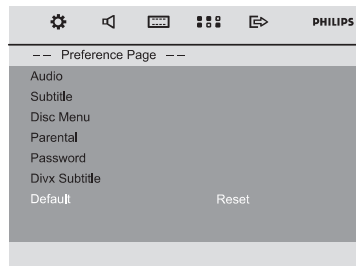 PHILIPS
-- Preference Page --
Audio
Subtitle
Disc Menu
Parental
Password
Divx Subtitle
Default Reset